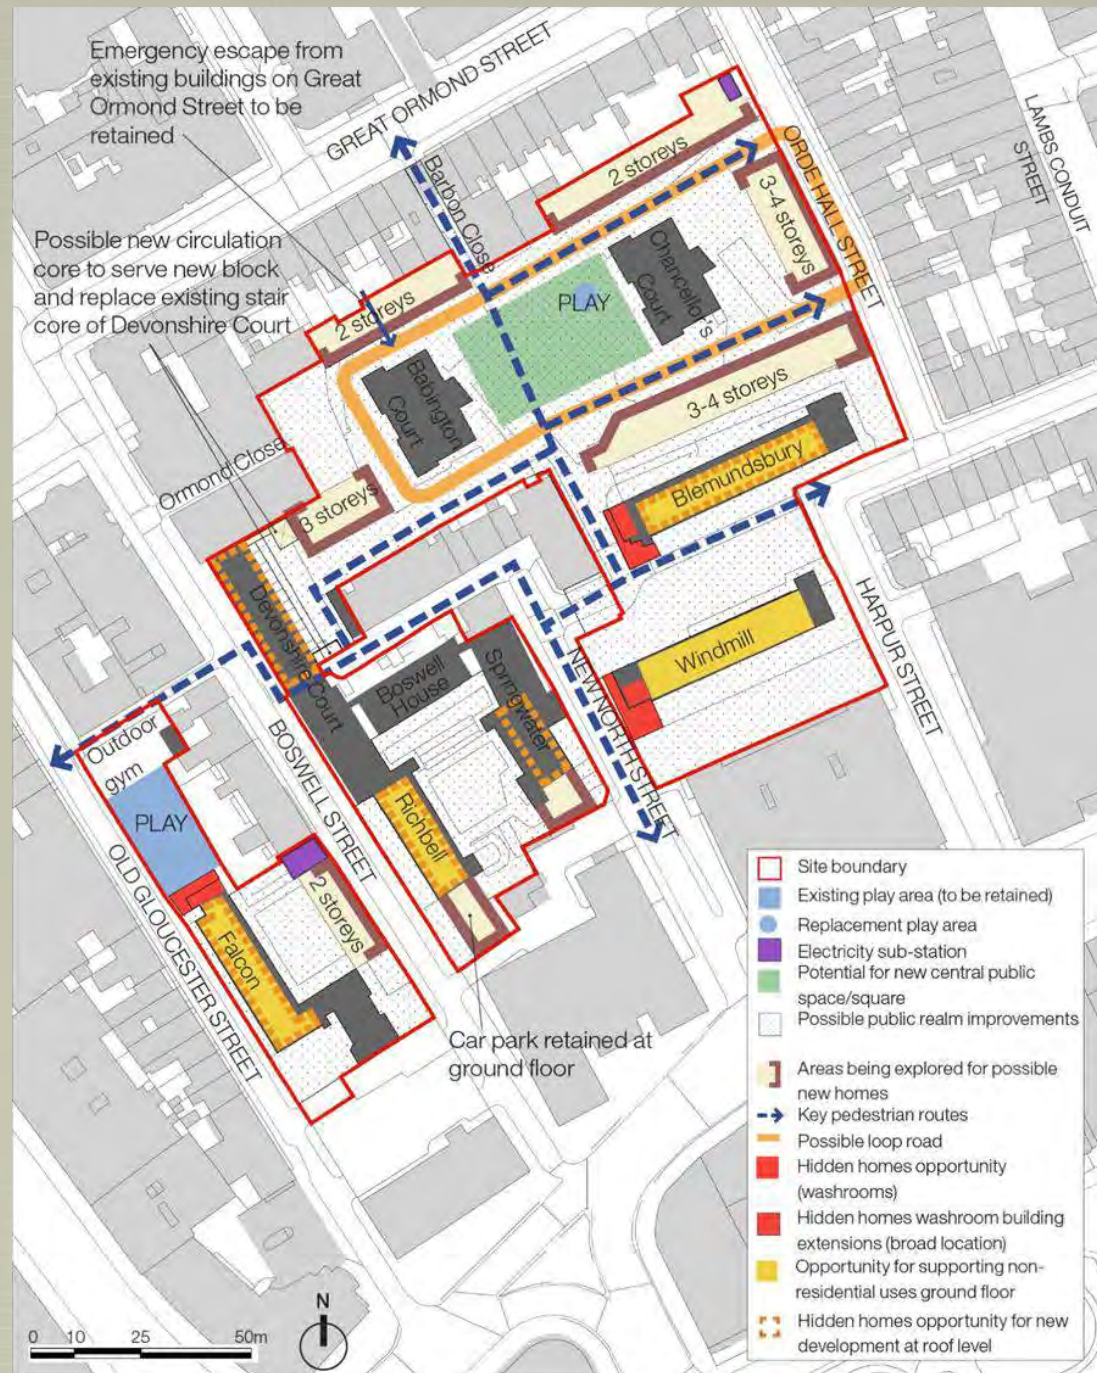 Emergency escape from
existing buildings on Great
Ormond Street to be
retained
GREAT ORMOND STREET
LAMBS CONDUIT
STREET
Barbon Close
2 storeys
ORDE HALL STREET
3-4 storeys
Possible new circulation
core to serve new block
and replace existing stair
core of Devonshire Court
2 storeys
PLAY
Chancellor's
Court
Babington
Court
3-4 storeys
Ormond Close
3 storeys
Blemundsbury
Devonshire Court
Boswell
House
Springwater
Windmill
HARPUR STREET
NEW NORTH STREET
Outdoor
gym
PLAY
BOSWELL STREET
Richbell
OLD GLOUCESTER STREET
2 storeys
Falcon
Car park retained at
ground floor
Site boundary
Existing play area (to be retained)
Replacement play area
Electricity sub-station
Potential for new central public
space/square
Possible public realm improvements
Areas being explored for possible
new homes
Key pedestrian routes
Possible loop road
Hidden homes opportunity
(washrooms)
Hidden homes washroom building
extensions (broad location)
Opportunity for supporting non-
residential uses ground floor
Hidden homes opportunity for new
development at roof level
0 10 25 50m
N